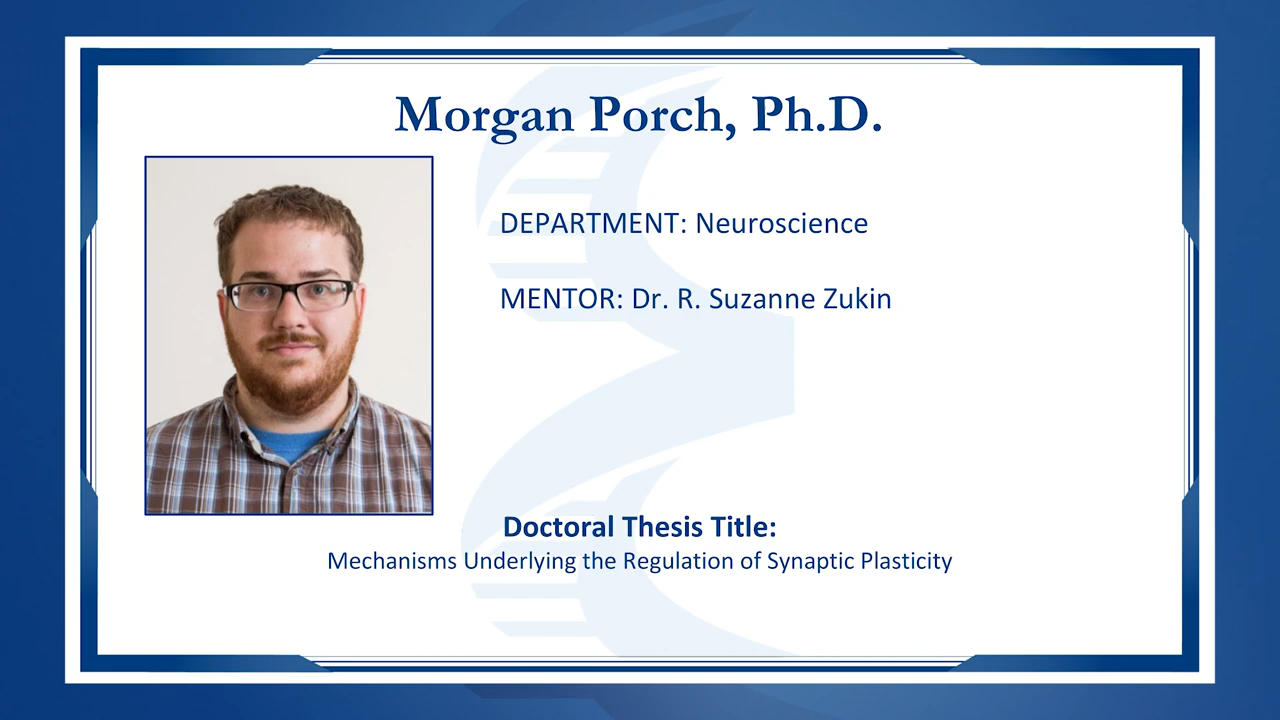 Morgan Porch, Ph.D.
DEPARTMENT: Neuroscience
MENTOR: Dr. R. Suzanne Zukin
Doctoral Thesis Title:
Mechanisms Underlying the Regulation of Synaptic Plasticity